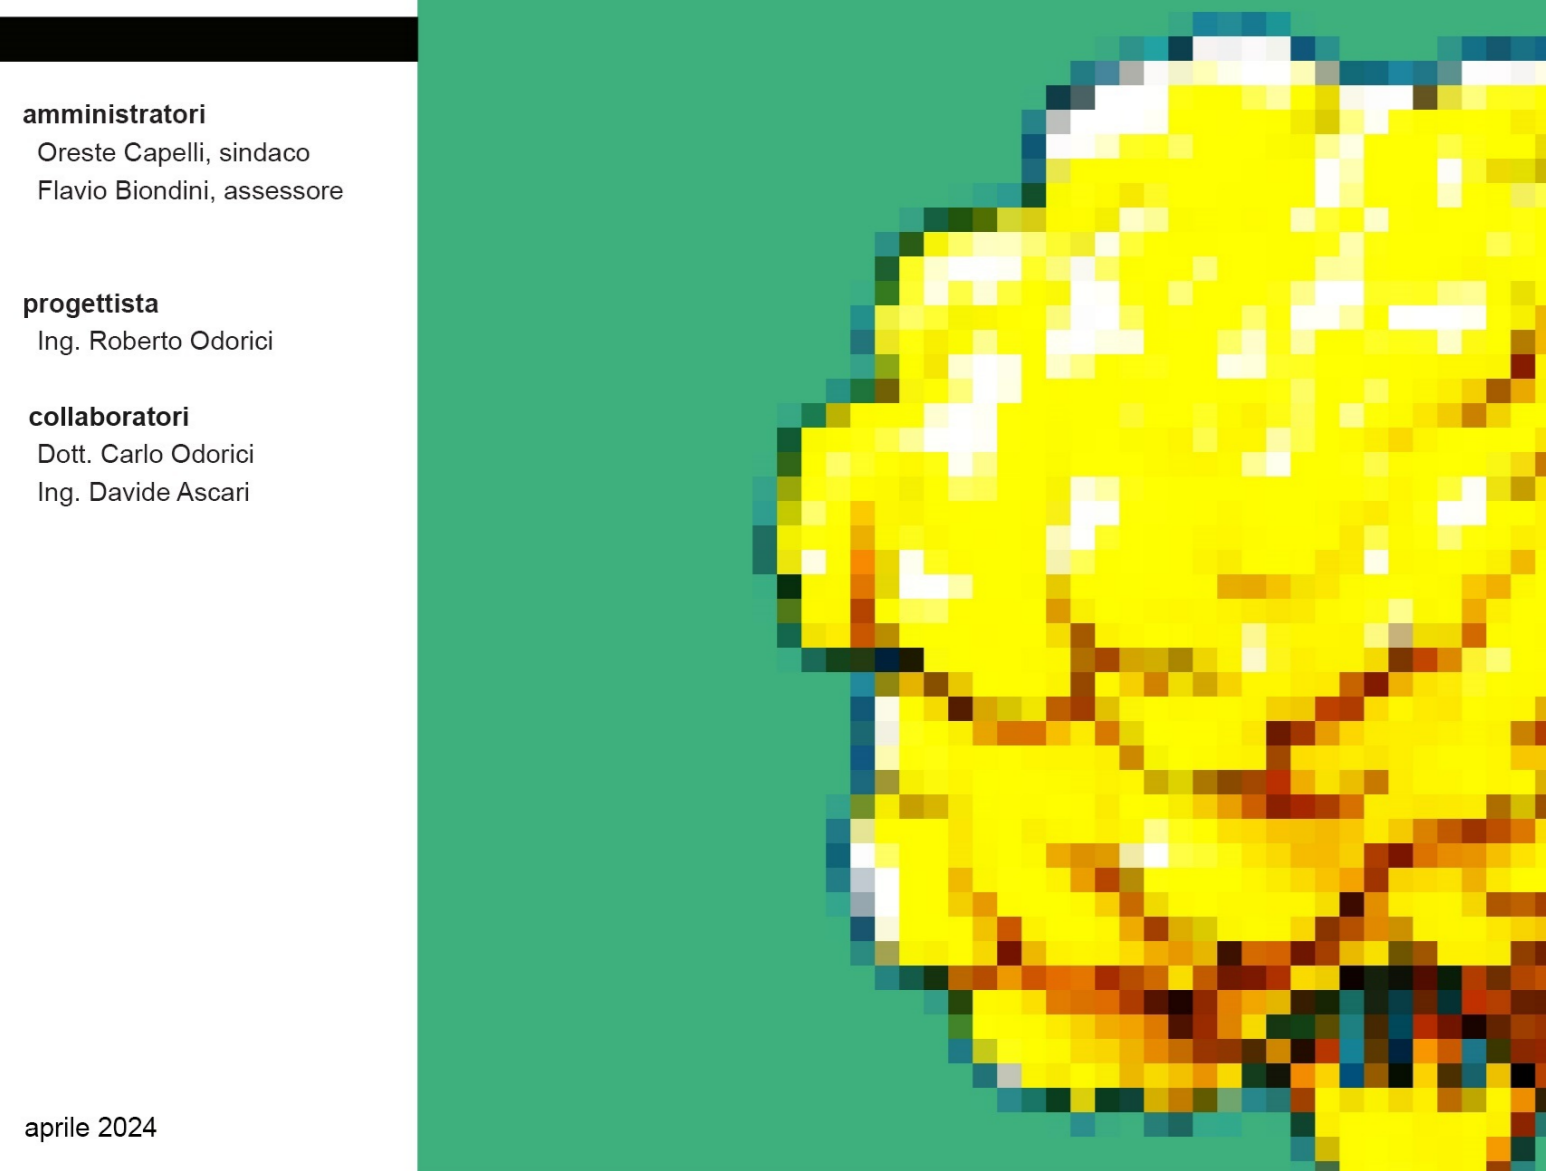 amministratori
Oreste Capelli, sindaco
Flavio Biondini, assessore
progettista
Ing. Roberto Odorici
collaboratori
Dott. Carlo Odorici
Ing. Davide Ascari
aprile 2024